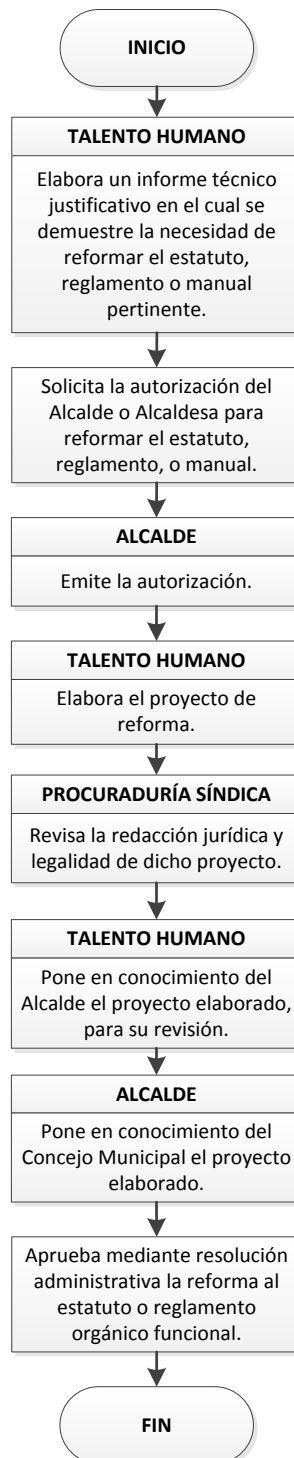 INICIO
TALENTO HUMANO
Elabora un informe técnico
justificativo en el cual se
demuestre la necesidad de
reformar el estatuto,
reglamento o manual
pertinente.
Solicita la autorización del
Alcalde o Alcaldesa para
reformar el estatuto,
reglamento, o manual.
ALCALDE
Emite la autorización.
TALENTO HUMANO
Elabora el proyecto de
reforma.
PROCURADURÍA SÍNDICA
Revisa la redacción jurídica y
legalidad de dicho proyecto.
TALENTO HUMANO
Pone en conocimiento del
Alcalde el proyecto elaborado,
para su revisión.
ALCALDE
Pone en conocimiento del
Concejo Municipal el proyecto
elaborado.
Aprueba mediante resolución
administrativa la reforma al
estatuto o reglamento
orgánico funcional.
FIN